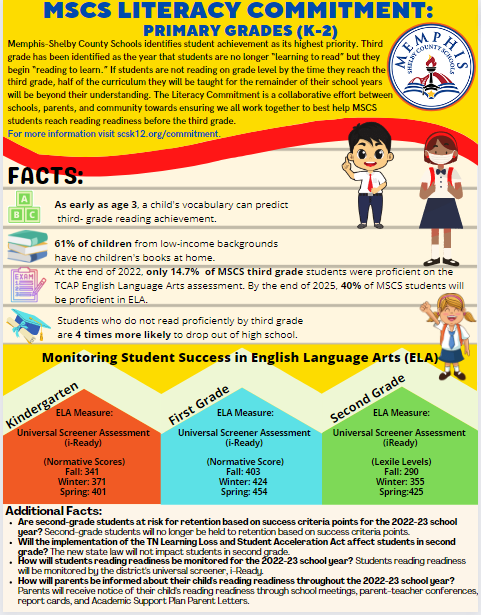 MSCS LITERACY COMMITMENT:
PRIMARY GRADES (K-2)
Memphis-Shelby County Schools identifies student achievement as its highest priority. Third
grade has been identified as the year that students are no longer “learning to read” but they
begin “reading to learn.” If students are not reading on grade level by the time they reach the
third grade, half of the curriculum they will be taught for the remainder of their school years
will be beyond their understanding. The Literacy Commitment is a collaborative effort between
schools, parents, and community towards ensuring we all work together to best help MSCS
students reach reading readiness before the third grade.
For more information visit scsk12.org/commitment.
MEMPHIS
SHELBY COUNTY SCHOOLS
FACTS:
A
B C
As early as age 3, a child's vocabulary can predict
third- grade reading achievement.
61% of children from low-income backgrounds
have no children's books at home.
EXAM
At the end of 2022, only 14.7% of MSCS third grade students were proficient on the
TCAP English Language Arts assessment. By the end of 2025, 40% of MSCS students will
be proficient in ELA.
Students who do not read proficiently by third grade
are 4 times more likely to drop out of high school.
Monitoring Student Success in English Language Arts (ELA)
Kindergarten
ELA Measure:
Universal Screener Assessment
(i-Ready)
(Normative Scores)
Fall: 341
Winter: 371
Spring: 401
First Grade
ELA Measure:
Universal Screener Assessment
(i-Ready)
(Normative Score)
Fall: 403
Winter: 424
Spring: 454
Second Grade
ELA Measure:
Universal Screener Assessment
(iReady)
(Lexile Levels)
Fall: 290
Winter: 355
Spring:425
Additional Facts:
• Are second-grade students at risk for retention based on success criteria points for the 2022-23 school
year? Second-grade students will no longer be held to retention based on success criteria points.
• Will the implementation of the TN Learning Loss and Student Acceleration Act affect students in second
grade? The new state law will not impact students in second grade.
• How will students reading readiness be monitored for the 2022-23 school year? Students reading readiness
will be monitored by the district's universal screener, i-Ready.
• How will parents be informed about their child's reading readiness throughout the 2022-23 school year?
Parents will receive notice of their child's reading readiness through school meetings, parent-teacher conferences,
report cards, and Academic Support Plan Parent Letters.